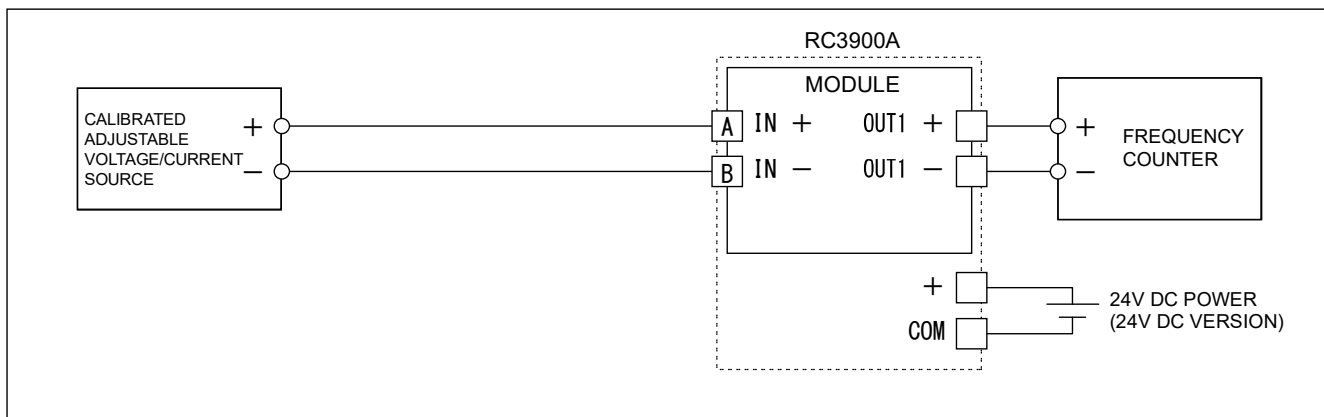 RC3900A
MODULE
CALIBRATED
ADJUSTABLE
VOLTAGE/CURRENT
SOURCE
+
−
A IN + OUT1 +
B IN − OUT1 −
+
−
FREQUENCY
COUNTER
+
COM
24V DC POWER
(24V DC VERSION)